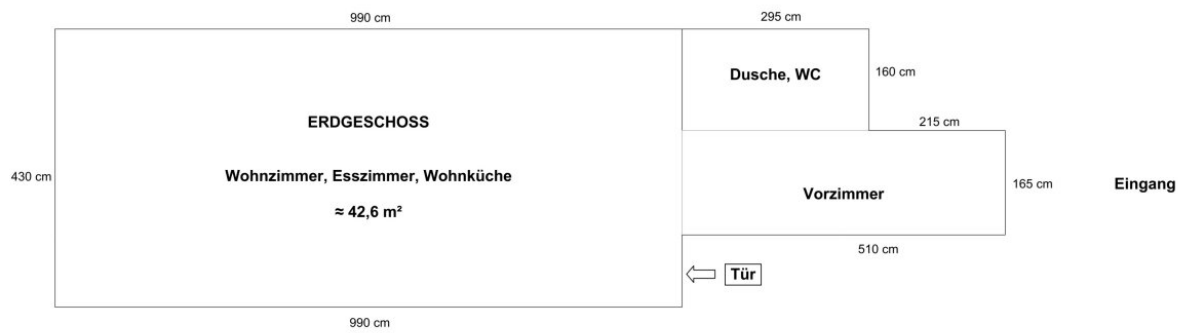 990 cm
295 cm
Dusche, WC
160 cm
ERDGESCHOSS
215 cm
430 cm
Wohnzimmer, Esszimmer, Wohnküche
Vorzimmer
165 cm
Eingang
≈ 42,6 m²
510 cm
Tür
990 cm